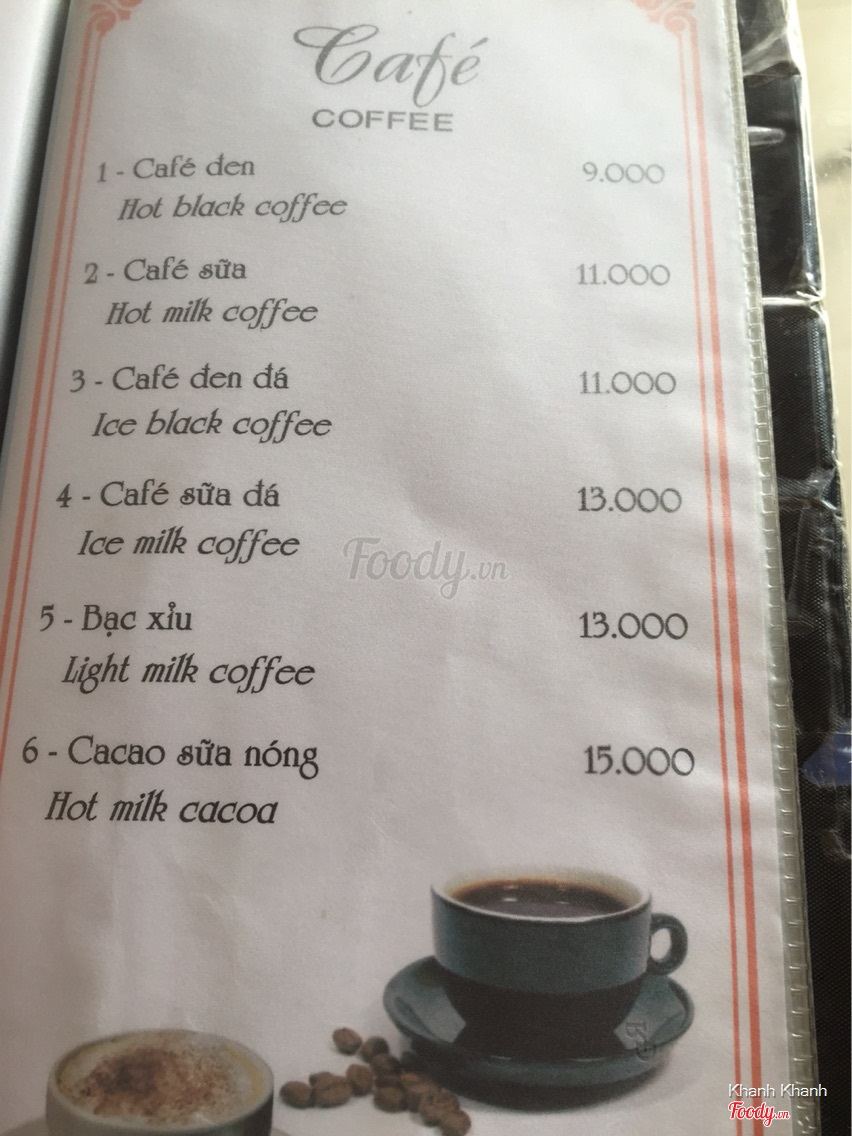 Café
COFFEE
1 - Café đen 9.000
Hot black coffee
2 - Café sữa 11.000
Hot milk coffee
3 - Café đen đá 11.000
Ice black coffee
4 - Café sữa đá 13.000
Ice milk coffee
Foody.vn
5 - Bạc xỉu 13.000
Light milk coffee
6 - Cacao sữa nóng 15.000
Hot milk cacoa
Khanh Khanh
Foody.vn